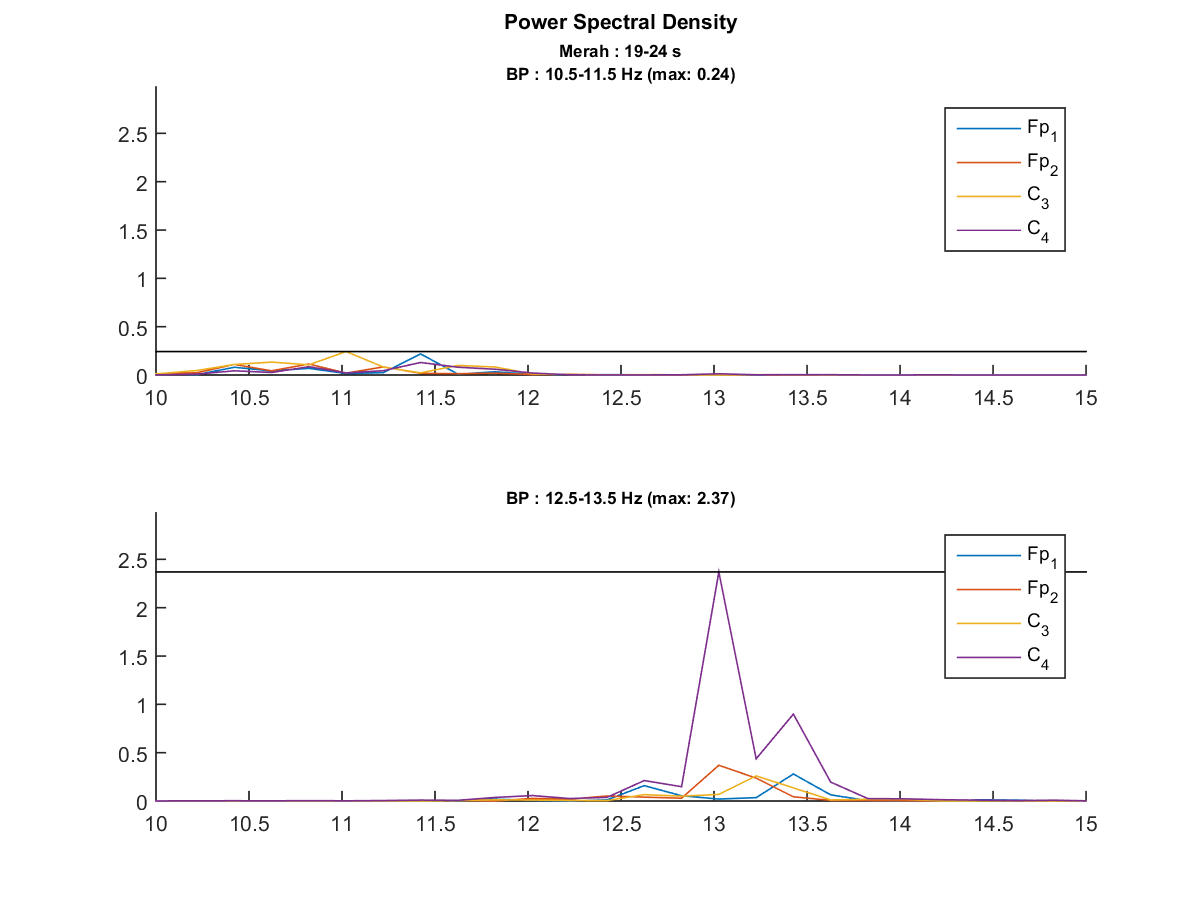 Power Spectral Density
Merah : 19-24 s
BP : 10.5-11.5 Hz (max: 0.24)
2.5
2
1.5
1
0.5
0
10 10.5 11 11.5 12 12.5 13 13.5 14 14.5 15
Fp1
Fp2
C3
C4
BP : 12.5-13.5 Hz (max: 2.37)
2.5
2
1.5
1
0.5
0
10 10.5 11 11.5 12 12.5 13 13.5 14 14.5 15
Fp1
Fp2
C3
C4